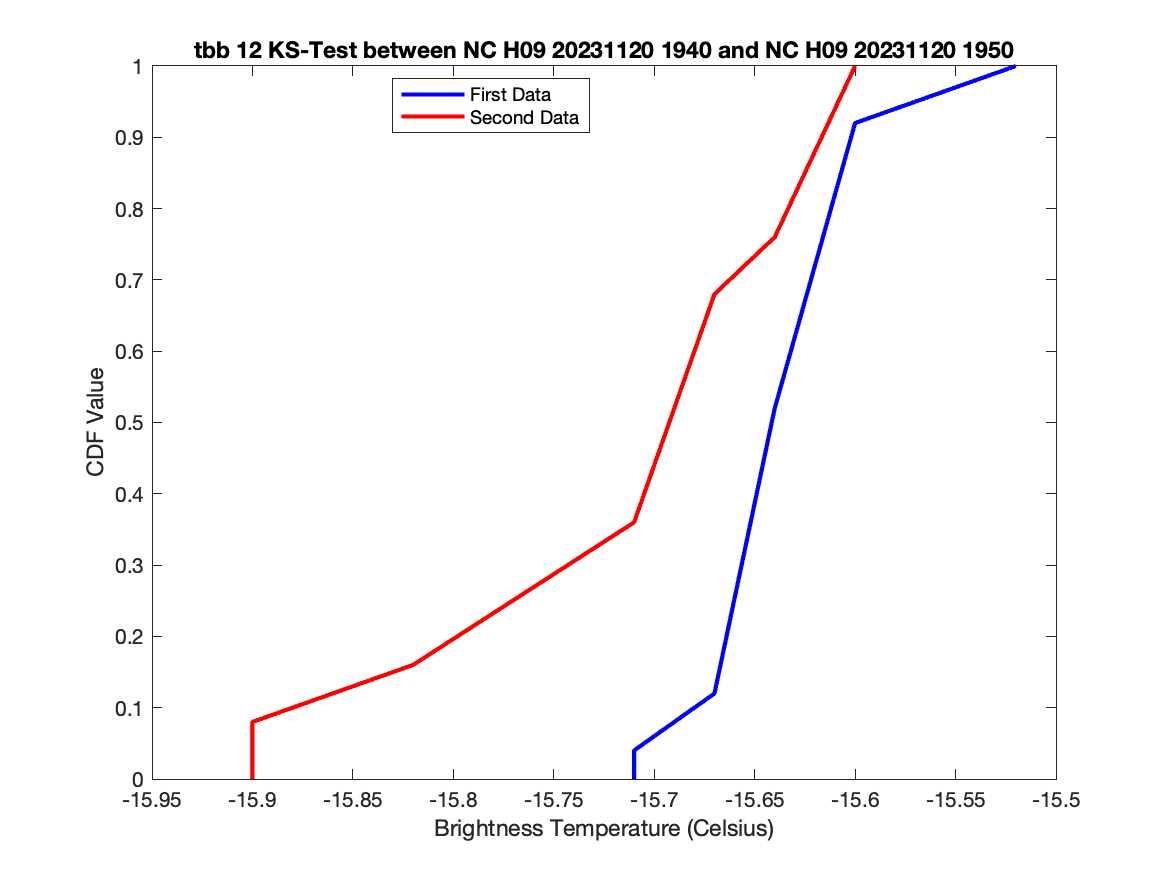 tbb 12 KS-Test between NC H09 20231120 1940 and NC H09 20231120 1950
First Data
Second Data
1
0.9
0.8
0.7
0.6
0.5
0.4
0.3
0.2
0.1
0
CDF Value
-15.95 -15.9 -15.85 -15.8 -15.75 -15.7 -15.65 -15.6 -15.55 -15.5
Brightness Temperature (Celsius)